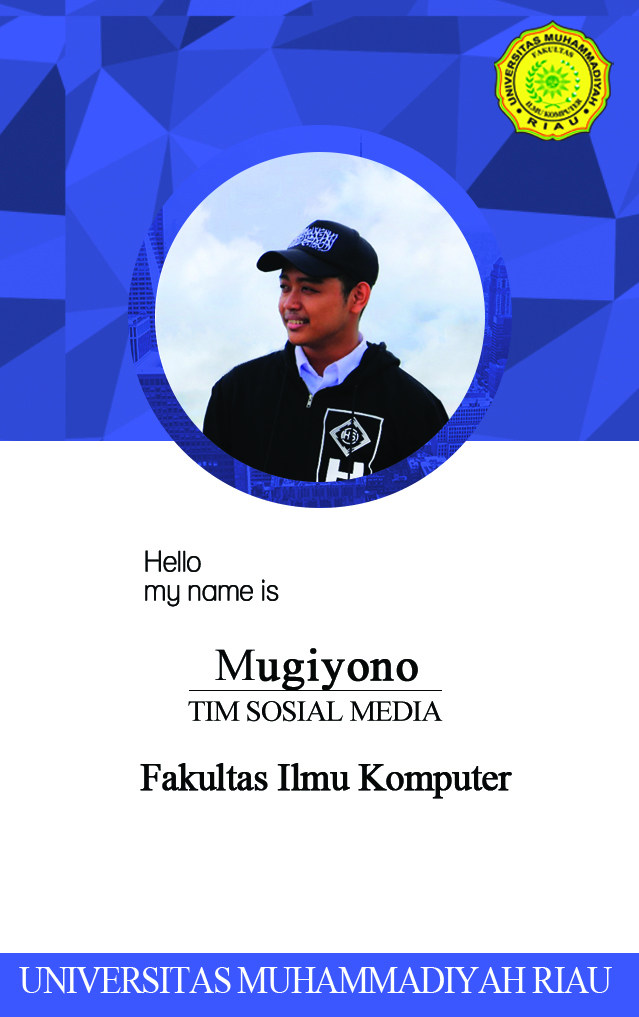 UNIVERSITAS MUHAMMADIYAH
FAKULTAS
ILMU KOMPUTER
RIAU
Hello
my name is
Mugiyono
TIM SOSIAL MEDIA
Fakultas Ilmu Komputer
UNIVERSITAS MUHAMMADIYAH RIAU